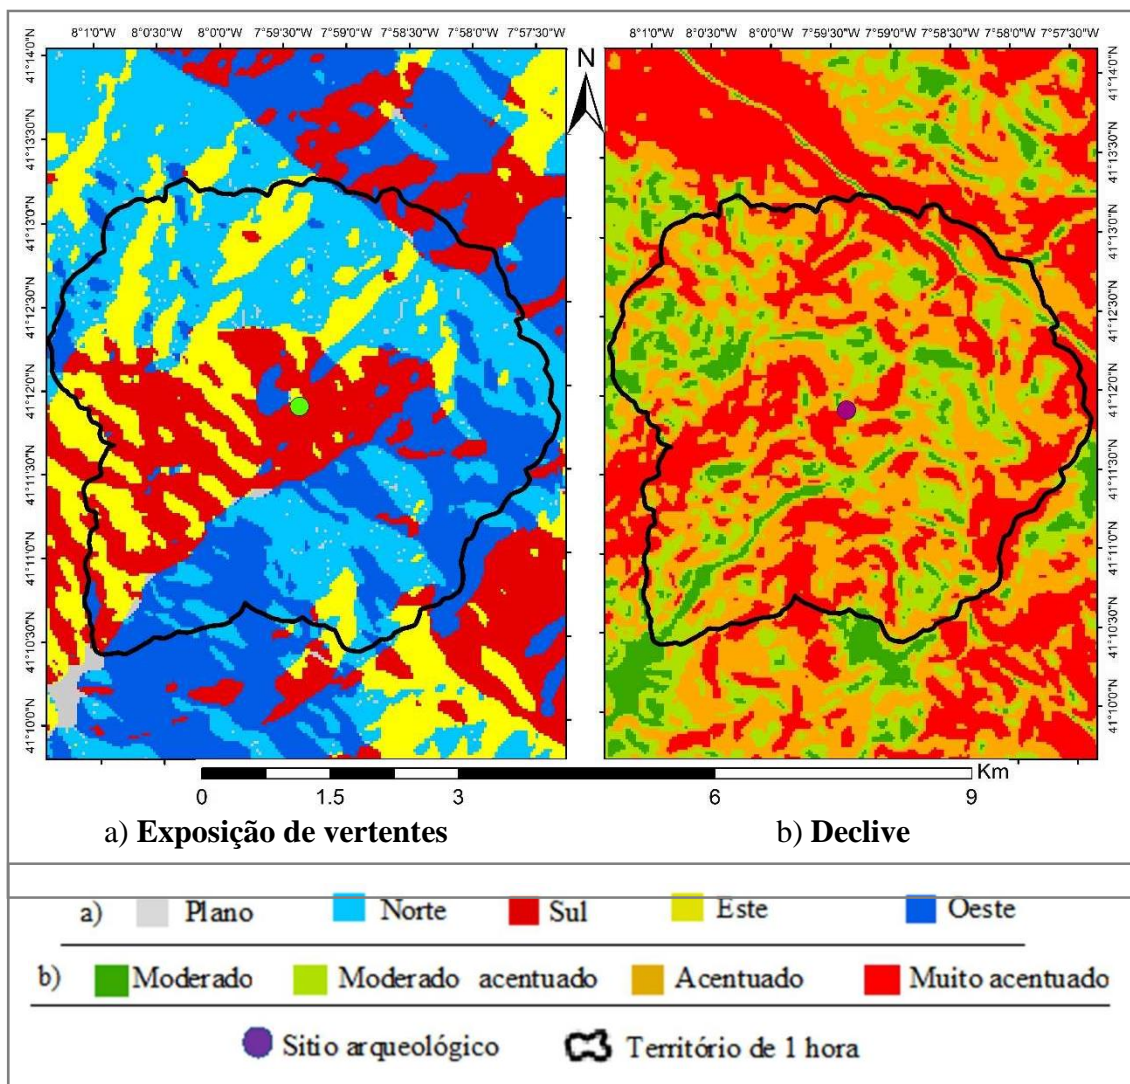 8°1'0"W 8°0'30"W 8°0'0"W 7°59'30"W 7°59'0"W 7°58'30"W 7°58'0"W 7°57'30"W
8°1'0"W 8°0'30"W 8°0'0"W 7°59'30"W 7°59'0"W 7°58'30"W 7°58'0"W 7°57'30"W
N
41°14'0"N
41°13'30"N
41°13'0"N
41°12'30"N
41°12'0"N
41°11'30"N
41°11'0"N
41°10'30"N
41°10'0"N
41°14'0"N
41°13'30"N
41°13'0"N
41°12'30"N
41°12'0"N
41°11'30"N
41°11'0"N
41°10'30"N
41°10'0"N
Km
0 1.5 3 6 9
a) Exposição de vertentes b) Declive
a) Plano Norte Sul Este Oeste
b) Moderado Moderado acentuado Acentuado Muito acentuado
Sitio arqueológico Território de 1 hora